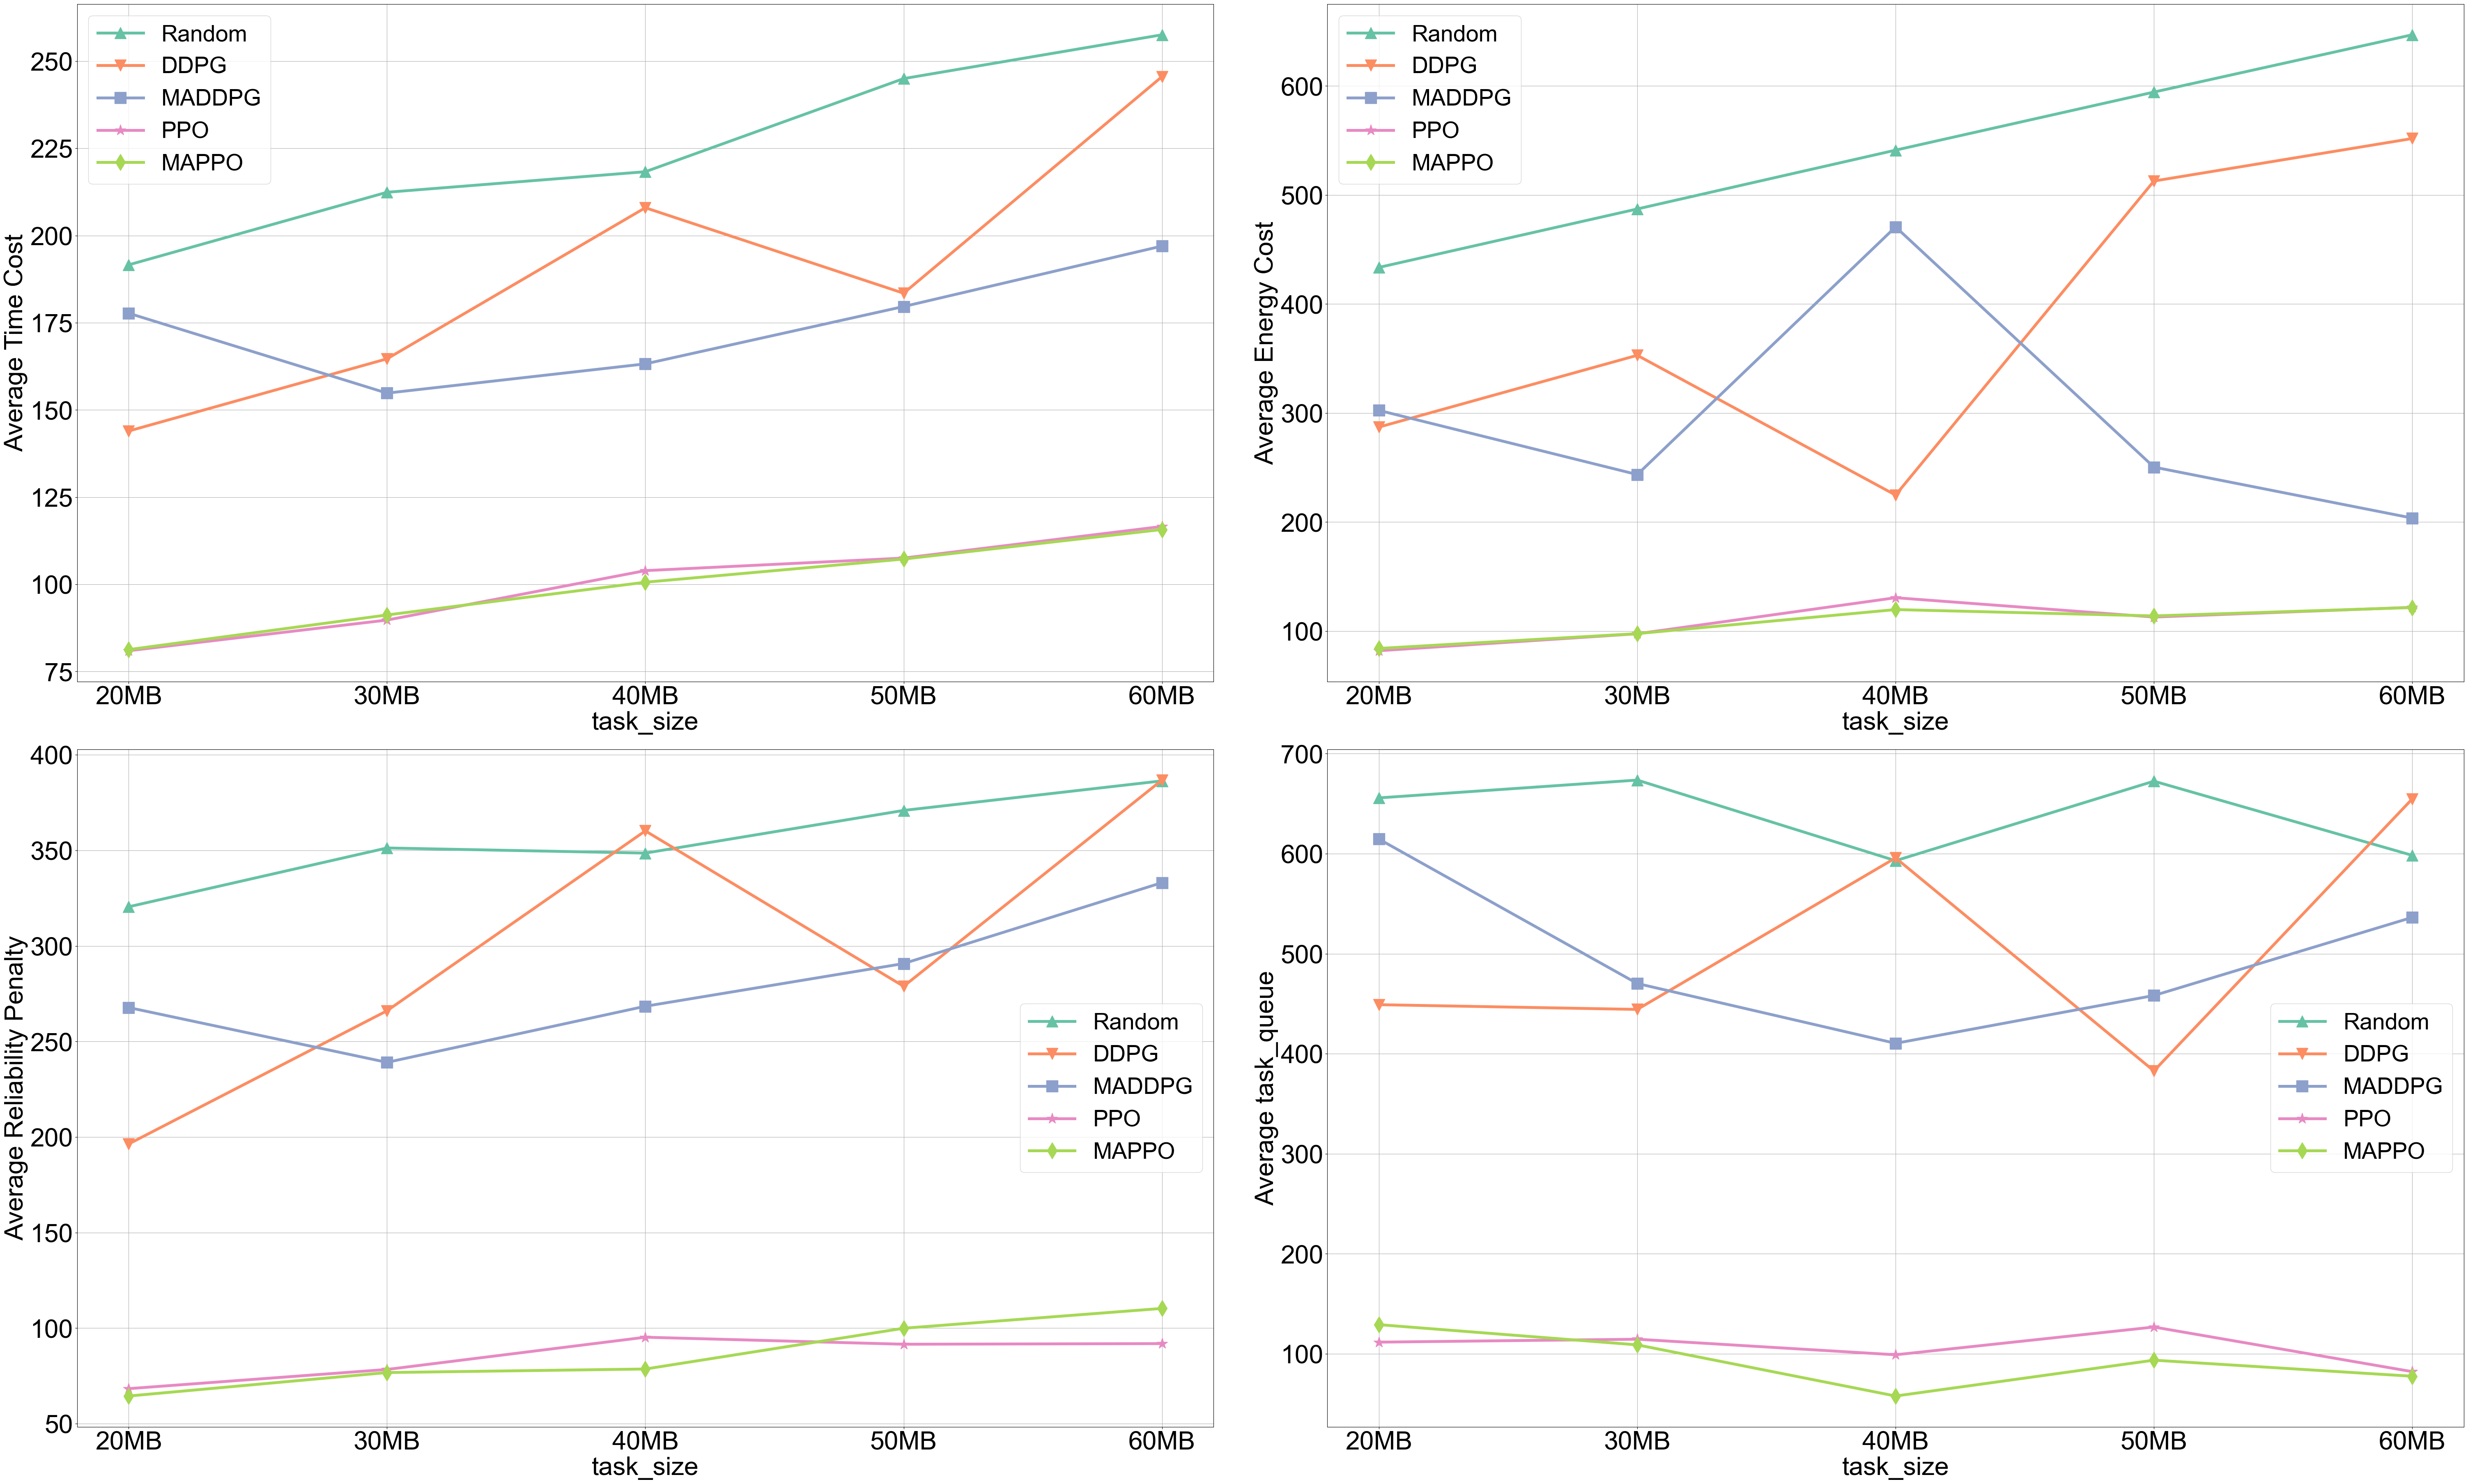 Average Time Cost
250
225
200
175
150
125
100
75
Random
DDPG
MADDPG
PPO
MAPPO
20MB 30MB 40MB 50MB 60MB
task_size
Average Energy Cost
600
500
400
300
200
100
Random
DDPG
MADDPG
PPO
MAPPO
20MB 30MB 40MB 50MB 60MB
task_size
Average Reliability Penalty
400
350
300
250
200
150
100
50
Random
DDPG
MADDPG
PPO
MAPPO
20MB 30MB 40MB 50MB 60MB
task_size
Average task_queue
700
600
500
400
300
200
100
Random
DDPG
MADDPG
PPO
MAPPO
20MB 30MB 40MB 50MB 60MB
task_size